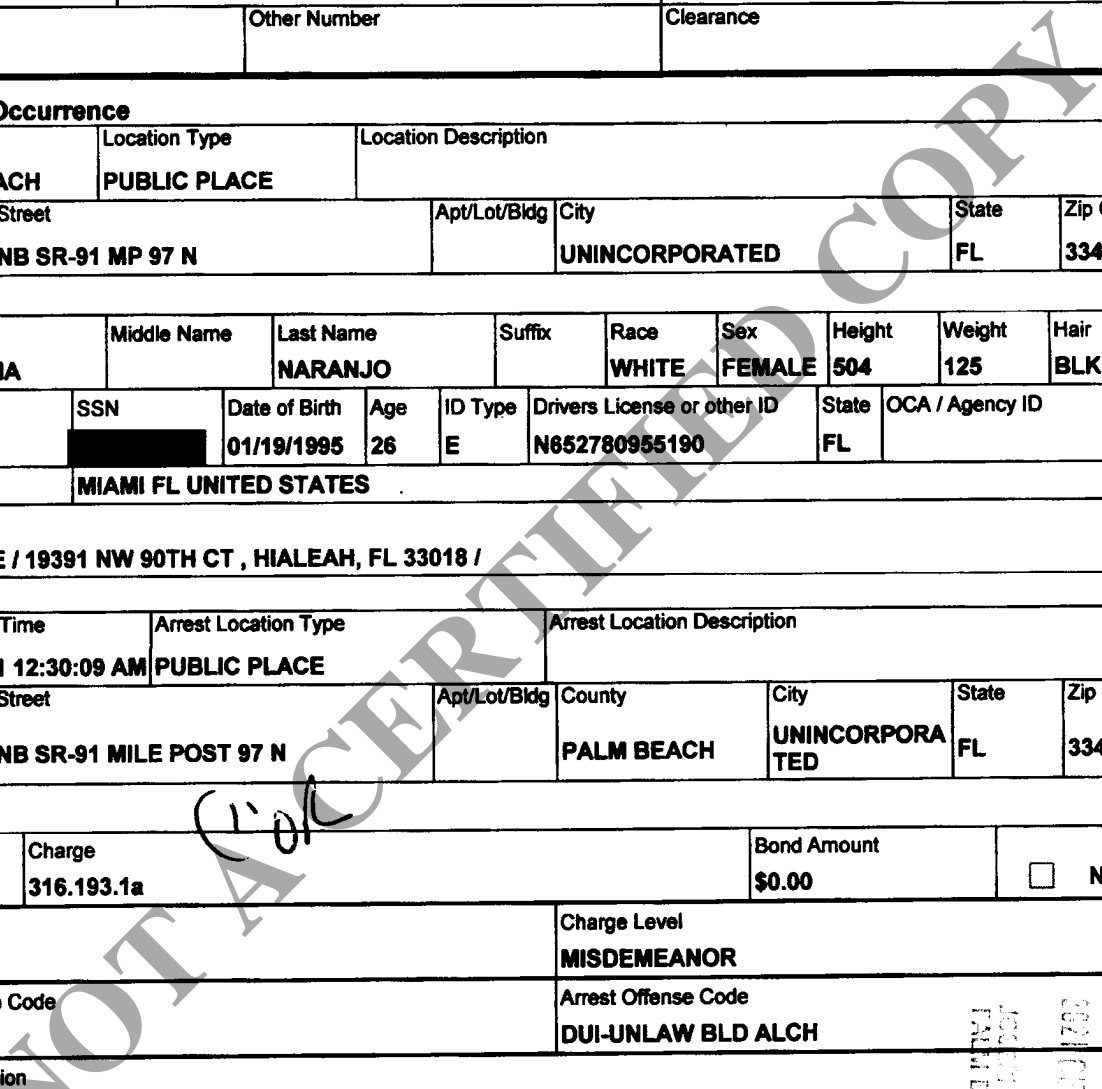 Other Number Clearance
Occurrence
Location Type Location Description
ACH PUBLIC PLACE
Street Apt/Lot/Bldg City State Zip
NB SR-91 MP 97 N UNINCORPORATED FL 334
Middle Name Last Name Suffix Race Sex Height Weight Hair
NARANJO WHITE FEMALE 504 125 BLK
SSN Date of Birth Age ID Type Drivers License or other ID State OCA / Agency ID
01/19/1995 26 E N652780955190 FL
MIAMI FL UNITED STATES
E / 19391 NW 90TH CT , HIALEAH, FL 33018 /
Time Arrest Location Type Arrest Location Description
12:30:09 AM PUBLIC PLACE
Street Apt/Lot/Bldg County City State Zip
NB SR-91 MILE POST 97 N PALM BEACH UNINCORPORA FL 334
TED
Charge Bond Amount
316.193.1a $0.00 N
Charge Level
MISDEMEANOR
Code Arrest Offense Code
DUI-UNLAW BLD ALCH
ion
NOT A CERTIFIED COPY